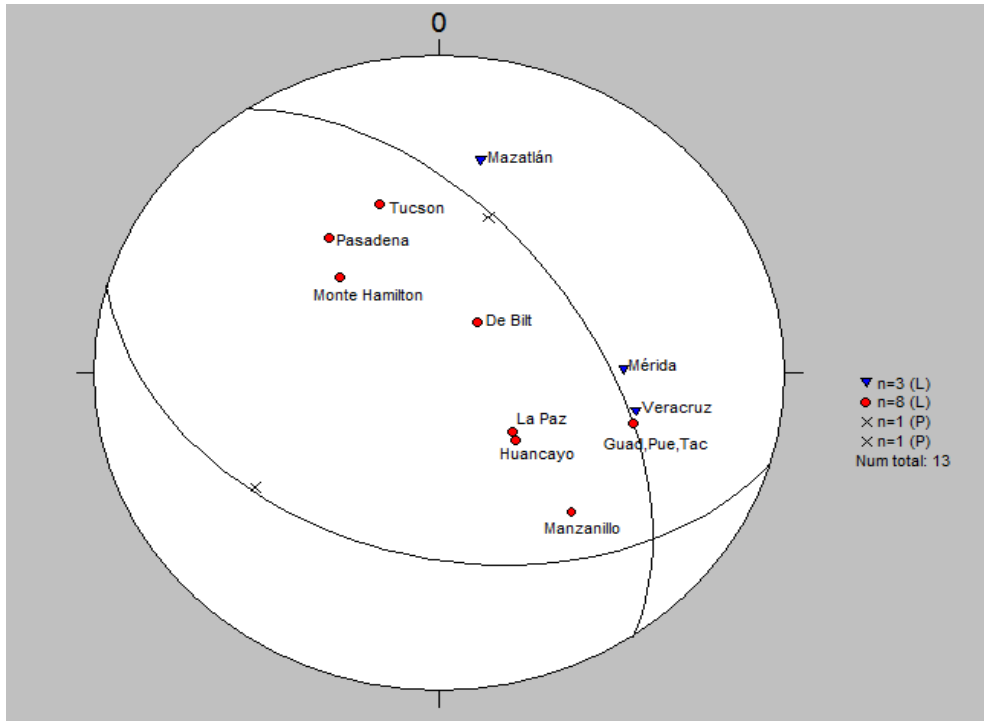 0
Mazatlán
Tucson
Pasadena
Monte Hamilton
De Bilt
Mérida
Veracruz
La Paz
Guad,Pue,Tac
Huancayo
Manzanillo
n=3 (L)
n=8 (L)
n=1 (P)
n=1 (P)
Num total: 13